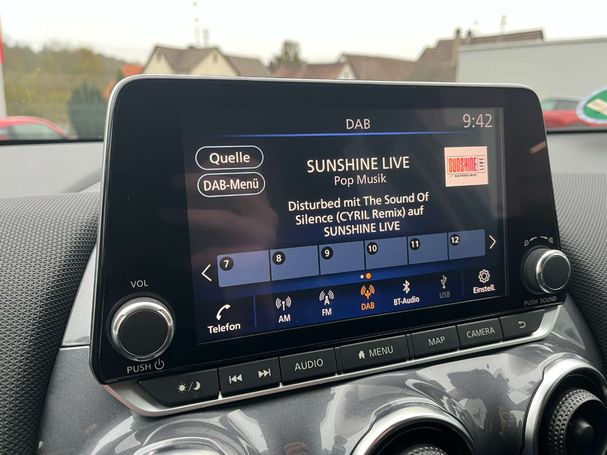 DAB
9:42
Quelle
DAB-Menü
SUNSHINE LIVE
Pop Musik
SUNSHINE LIVE
Disturbed mit The Sound Of
Silence (CYRIL Remix) auf
SUNSHINE LIVE
7 8 9 10 11 12
Telefon AM FM DAB BT-Audio USB Einstell.
VOL
PUSH
PUSH SOUND
AUDIO MENU MAP CAMERA